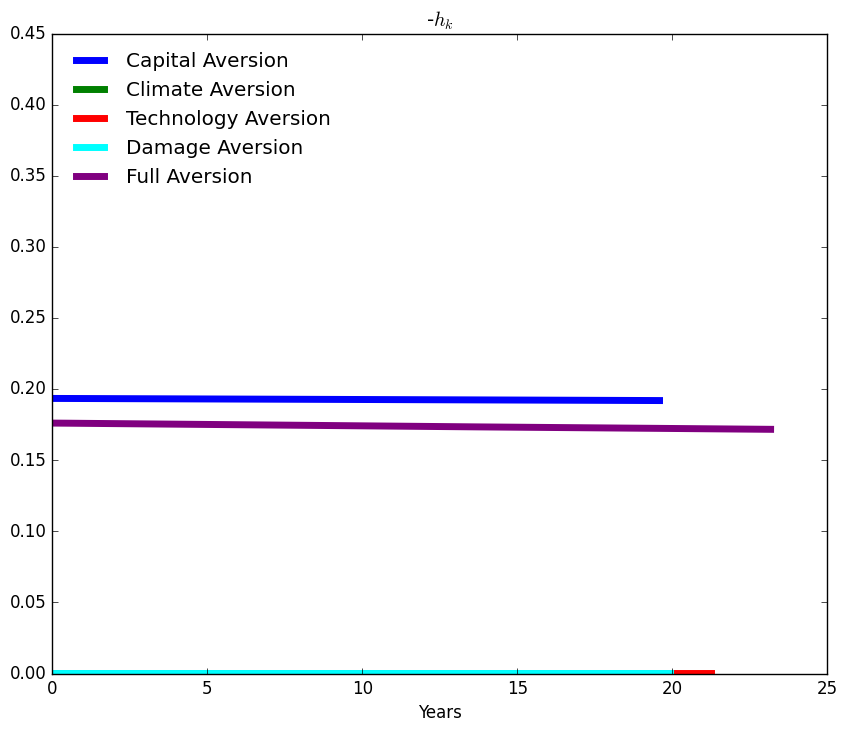 -h_k
0.45
Capital Aversion
Climate Aversion
0.40
Technology Aversion
Damage Aversion
0.35
Full Aversion
0.30
0.25
0.20
0.15
0.10
0.05
0.00
0 5 10 15 20 25
Years